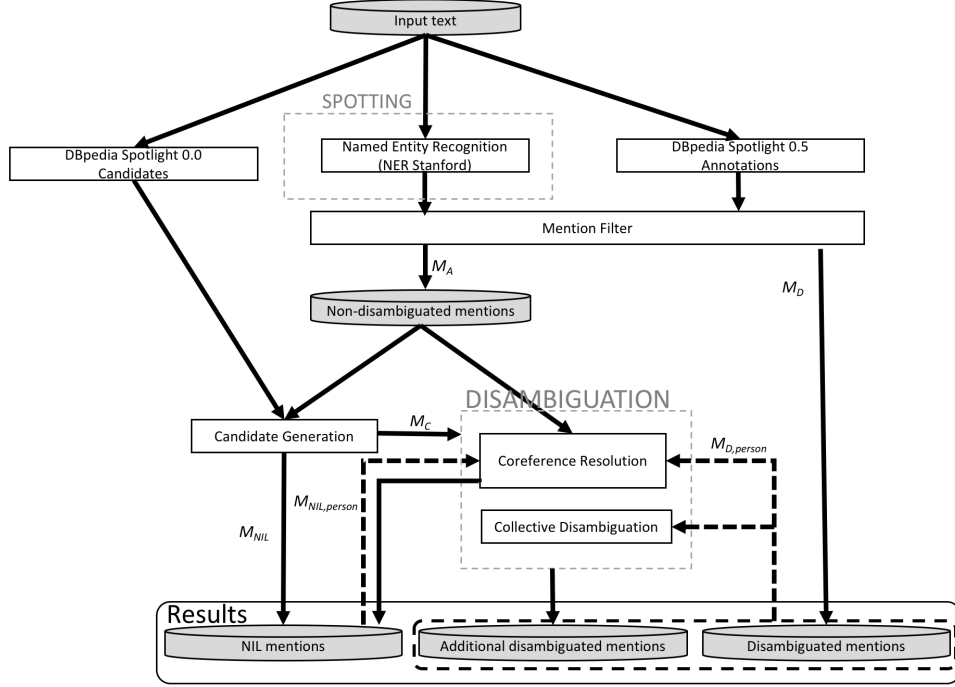 Input text
SPOTTING
DBpedia Spotlight 0.0
Candidates
Named Entity Recognition
(NER Stanford)
DBpedia Spotlight 0.5
Annotations
Mention Filter
M_A
M_D
Non-disambiguated mentions
DISAMBIGUATION
Candidate Generation
M_C
Coreference Resolution
M_D,person
M_NIL,person
M_NIL
Collective Disambiguation
Results
NIL mentions
Additional disambiguated mentions
Disambiguated mentions